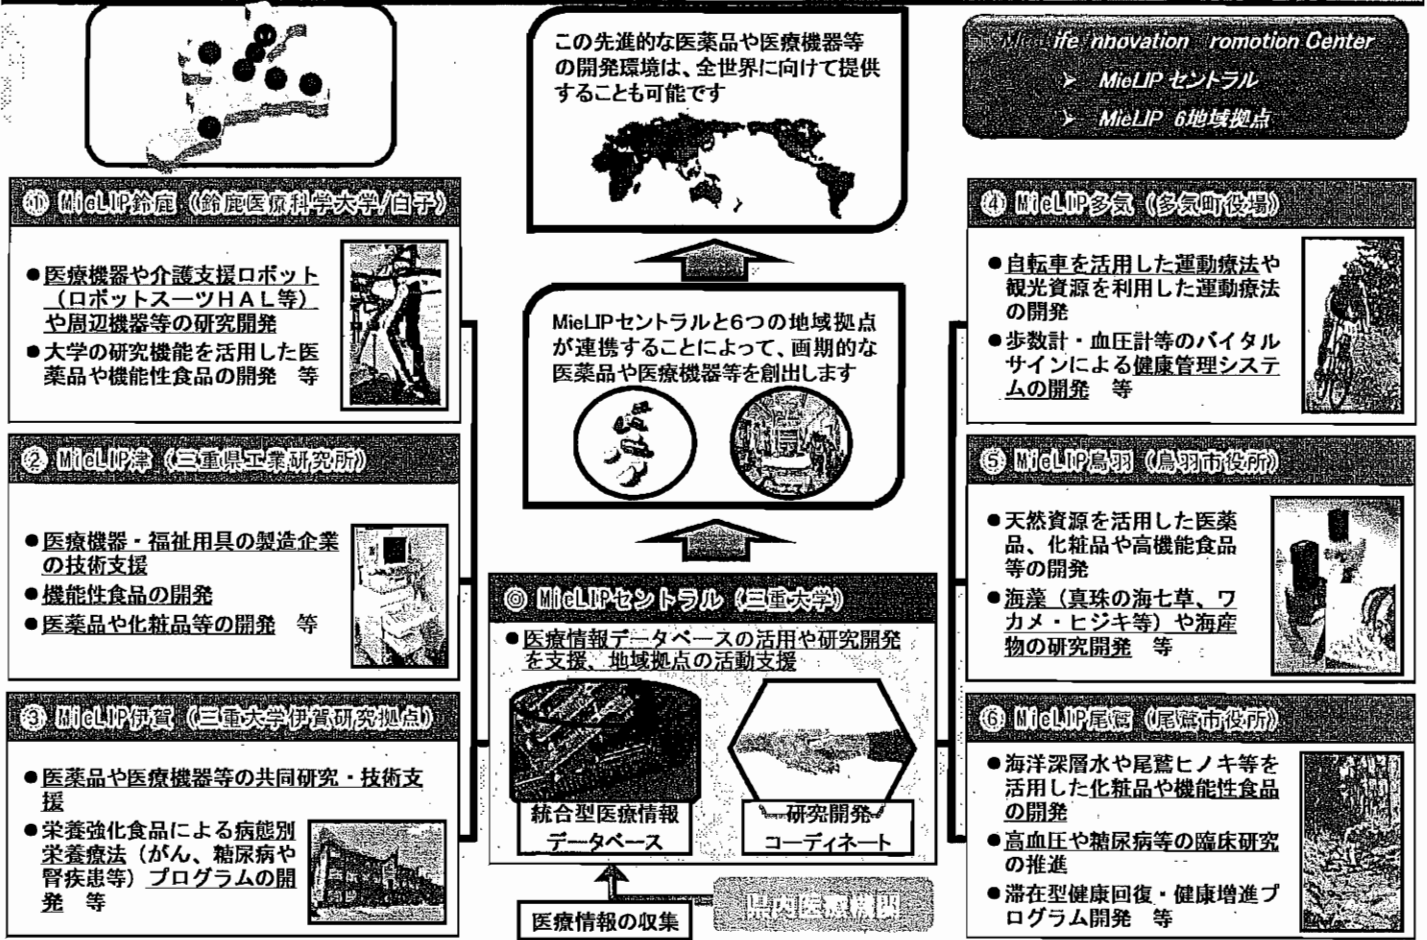 この先進的な医薬品や医療機器等
の開発環境は、全世界に向けて提供
することも可能です
Mie Life Innovation Promotion Center
➢ MieLIP セントラル
➢ MieLIP 6地域拠点
① MieLIP鈴鹿（鈴鹿医療科学大学/白子）
●医療機器や介護支援ロボット
（ロボットスーツＨＡＬ等）
や周辺機器等の研究開発
●大学の研究機能を活用した医
薬品や機能性食品の開発　等
② MieLIP津（三重県工業研究所）
●医療機器・福祉用具の製造企業
の技術支援
●機能性食品の開発
●医薬品や化粧品等の開発　等
③ MieLIP伊賀（三重大学伊賀研究拠点）
●医薬品や医療機器等の共同研究・技術支
援
●栄養強化食品による病態別
栄養療法（がん、糖尿病や
腎疾患等）プログラムの開
発　等
MieLIPセントラルと6つの地域拠点
が連携することによって、画期的な
医薬品や医療機器等を創出します
◎ MieLIPセントラル（三重大学）
●医療情報データベースの活用や研究開発
を支援、地域拠点の活動支援
統合型医療情報
データベース
研究開発
コーディネート
医療情報の収集
県内医療機関
④ MieLIP多気（多気町役場）
●自転車を活用した運動療法や
観光資源を利用した運動療法
の開発
●歩数計・血圧計等のバイタル
サインによる健康管理システ
ムの開発　等
⑤ MieLIP鳥羽（鳥羽市役所）
●天然資源を活用した医薬
品、化粧品や高機能食品
等の開発
●海藻（真珠の海七草、ワ
カメ・ヒジキ等）や海産
物の研究開発　等
⑥ MieLIP尾鷲（尾鷲市役所）
●海洋深層水や尾鷲ヒノキ等を
活用した化粧品や機能性食品
の開発
●高血圧や糖尿病等の臨床研究
の推進
●滞在型健康回復・健康増進プ
ログラム開発　等